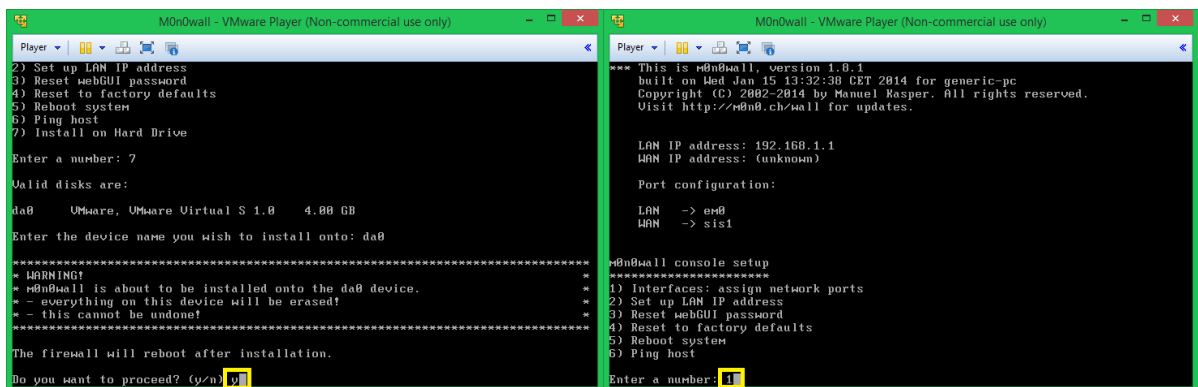 M0n0wall - VMware Player (Non-commercial use only)
Player
2) Set up LAN IP address
3) Reset webGUI password
4) Reset to factory defaults
5) Reboot system
6) Ping host
7) Install on Hard Drive
Enter a number: 7
Valid disks are:
da0 VMware, VMware Virtual S 1.0 4.00 GB
Enter the device name you wish to install onto: da0
********************************************************************************
* WARNING! *
* m0n0wall is about to be installed onto the da0 device. *
* - everything on this device will be erased! *
* - this cannot be undone! *
********************************************************************************
The firewall will reboot after installation.
Do you want to proceed? (y/n) y
M0n0wall - VMware Player (Non-commercial use only)
Player
*** This is m0n0wall, version 1.8.1
built on Wed Jan 15 13:32:38 CET 2014 for generic-pc
Copyright (C) 2002-2014 by Manuel Kasper. All rights reserved.
Visit http://m0n0.ch/wall for updates.
LAN IP address: 192.168.1.1
WAN IP address: (unknown)
Port configuration:
LAN -> em0
WAN -> sis1
m0n0wall console setup
**********************
1) Interfaces: assign network ports
2) Set up LAN IP address
3) Reset webGUI password
4) Reset to factory defaults
5) Reboot system
6) Ping host
Enter a number: 1